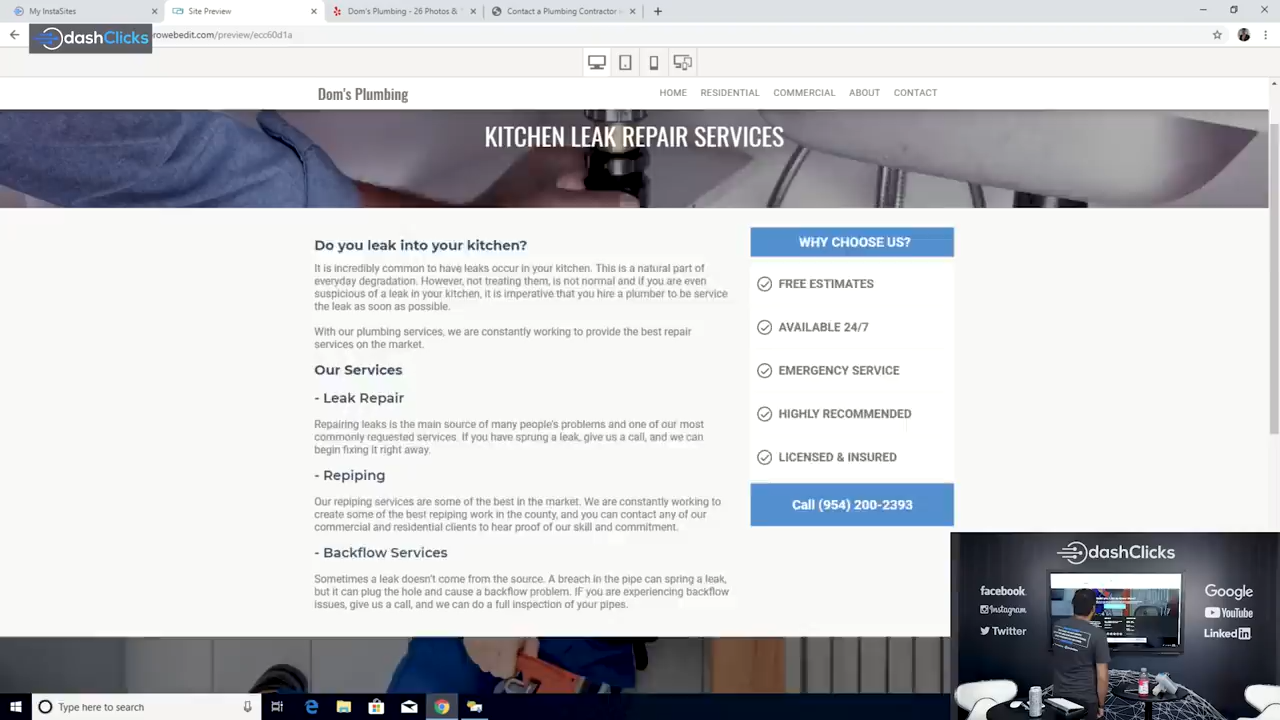 My InstaSites
Site Preview
Dom's Plumbing - 26 Photos &
Contact a Plumbing Contractor
dashClicks
rowebedit.com/preview/ecc60d1a
Dom's Plumbing
HOME RESIDENTIAL COMMERCIAL ABOUT CONTACT
KITCHEN LEAK REPAIR SERVICES
Do you leak into your kitchen?
It is incredibly common to have leaks occur in your kitchen. This is a natural part of
everyday degradation. However, not treating them, is not normal and if you are even
suspicious of a leak in your kitchen, it is imperative that you hire a plumber to be service
the leak as soon as possible.
With our plumbing services, we are constantly working to provide the best repair
services on the market.
Our Services
- Leak Repair
Repairing leaks is the main source of many people's problems and one of our most
commonly requested services. If you have sprung a leak, give us a call, and we can
begin fixing it right away.
- Repiping
Our repiping services are some of the best in the market. We are constantly working to
create some of the best repiping work in the county, and you can contact any of our
commercial and residential clients to hear proof of our skill and commitment.
- Backflow Services
Sometimes a leak doesn't come from the source. A breach in the pipe can spring a leak,
but it can plug the hole and cause a backflow problem. IF you are experiencing backflow
issues, give us a call, and we can do a full inspection of your pipes.
WHY CHOOSE US?
FREE ESTIMATES
AVAILABLE 24/7
EMERGENCY SERVICE
HIGHLY RECOMMENDED
LICENSED & INSURED
Call (954) 200-2393
dashClicks
facebook
Instagram
Twitter
Google
YouTube
LinkedIn
Type here to search